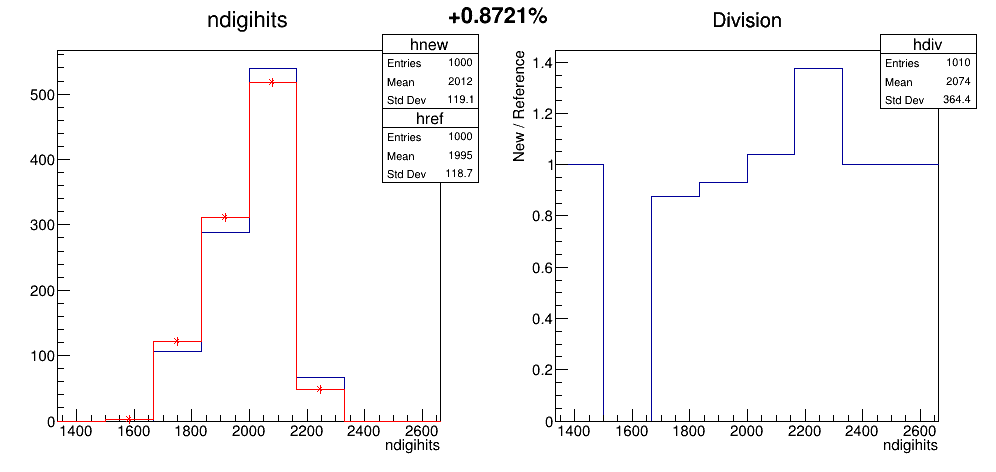 +0.8721%
ndigihits
hnew
Entries 1000
Mean 2012
Std Dev 119.1
href
Entries 1000
Mean 1995
Std Dev 118.7
500
400
300
200
100
0
1400 1600 1800 2000 2200 2400 2600
ndigihits
Division
hdiv
Entries 1010
Mean 2074
Std Dev 364.4
New / Reference
1.4
1.2
1
0.8
0.6
0.4
0.2
0
1400 1600 1800 2000 2200 2400 2600
ndigihits